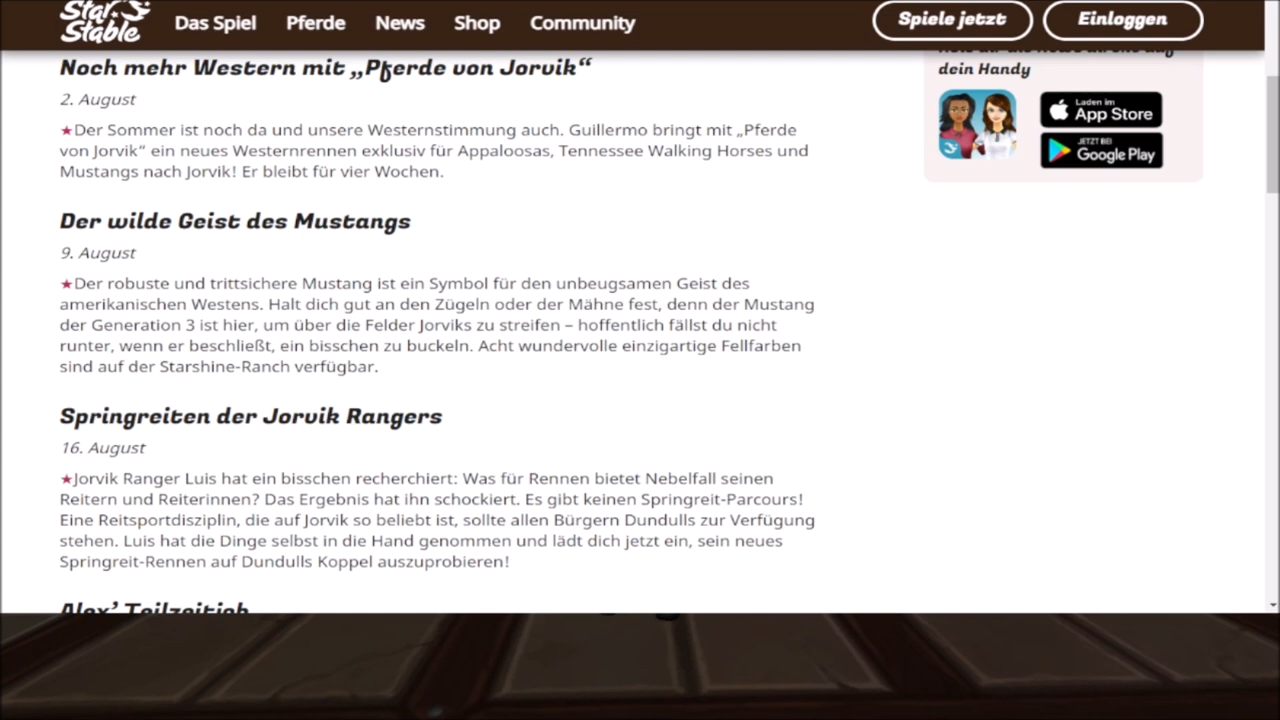 Star Stable
Das Spiel Pferde News Shop Community
Spiele jetzt Einloggen
dein Handy
Laden im
App Store
JETZT BEI
Google Play
Noch mehr Western mit „Pferde von Jorvik“
2. August
★Der Sommer ist noch da und unsere Westernstimmung auch. Guillermo bringt mit „Pferde
von Jorvik” ein neues Westernrennen exklusiv für Appaloosas, Tennessee Walking Horses und
Mustangs nach Jorvik! Er bleibt für vier Wochen.
Der wilde Geist des Mustangs
9. August
★Der robuste und trittsichere Mustang ist ein Symbol für den unbeugsamen Geist des
amerikanischen Westens. Halt dich gut an den Zügeln oder der Mähne fest, denn der Mustang
der Generation 3 ist hier, um über die Felder Jorviks zu streifen – hoffentlich fällst du nicht
runter, wenn er beschließt, ein bisschen zu buckeln. Acht wundervolle einzigartige Fellfarben
sind auf der Starshine-Ranch verfügbar.
Springreiten der Jorvik Rangers
16. August
★Jorvik Ranger Luis hat ein bisschen recherchiert: Was für Rennen bietet Nebelfall seinen
Reitern und Reiterinnen? Das Ergebnis hat ihn schockiert. Es gibt keinen Springreit-Parcours!
Eine Reitsportdisziplin, die auf Jorvik so beliebt ist, sollte allen Bürgern Dundulls zur Verfügung
stehen. Luis hat die Dinge selbst in die Hand genommen und lädt dich jetzt ein, sein neues
Springreit-Rennen auf Dundulls Koppel auszuprobieren!
Alex’ Teilzeitjob